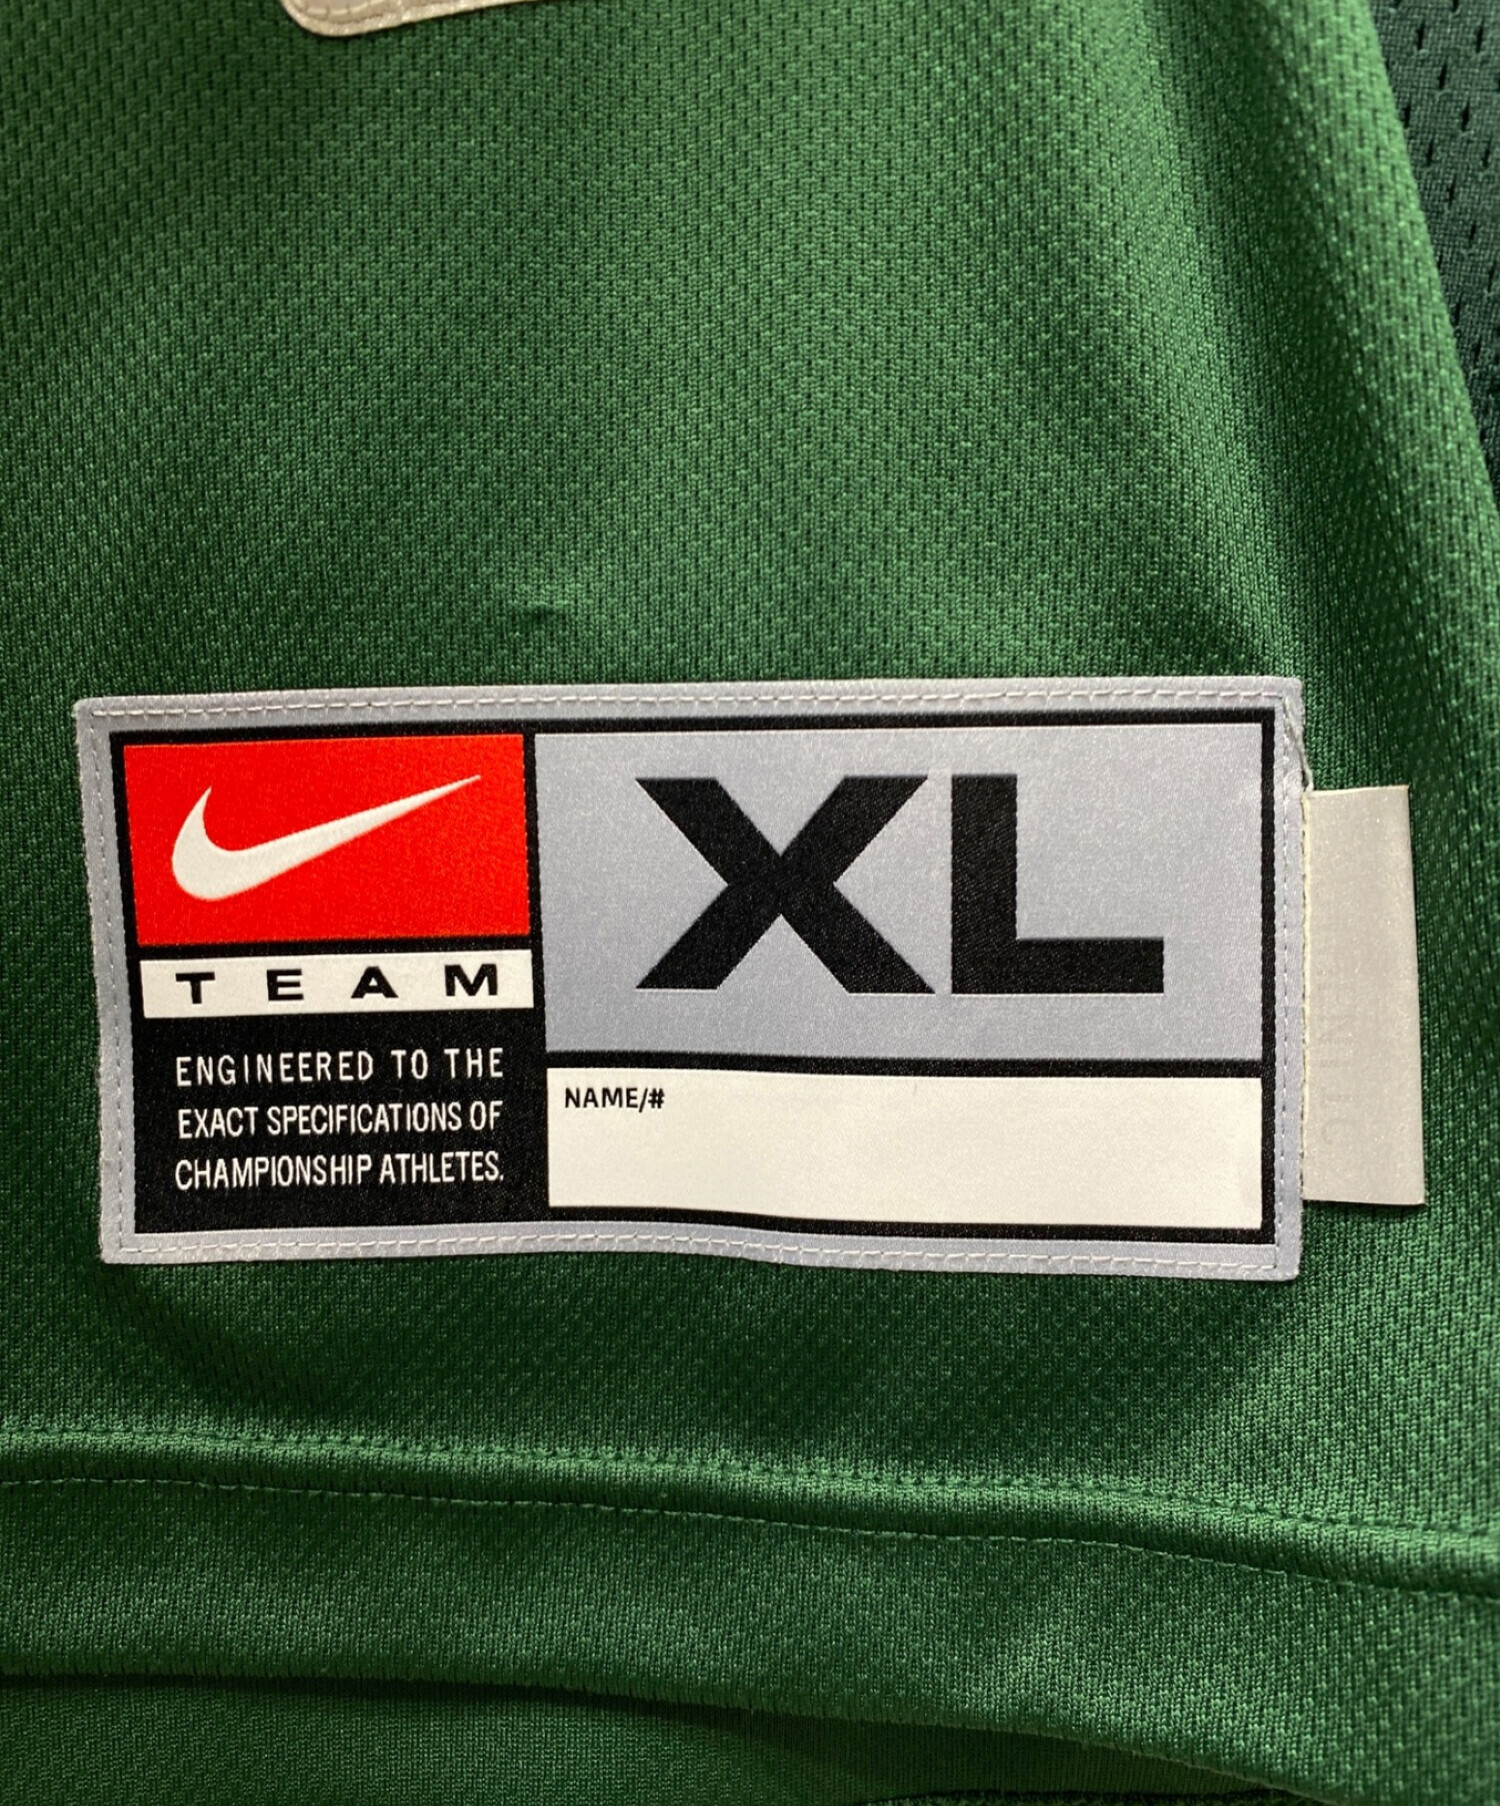 XL
TEAM
ENGINEERED TO THE
EXACT SPECIFICATIONS OF
CHAMPIONSHIP ATHLETES.
NAME/#